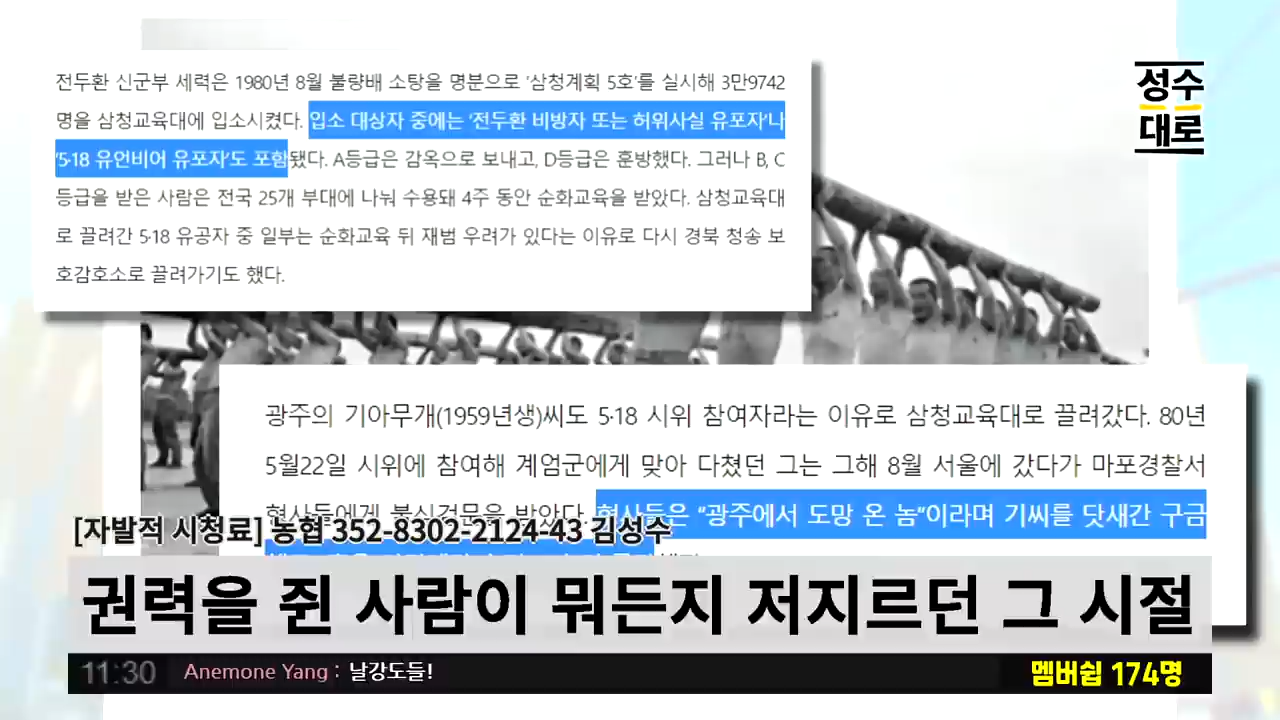 전두환 신군부 세력은 1980년 8월 불량배 소탕을 명분으로 '삼청계획 5호'를 실시해 3만9742
명을 삼청교육대에 입소시켰다. 입소 대상자 중에는 '전두환 비방자 또는 허위사실 유포자'나
'5·18 유언비어 유포자'도 포함됐다. A등급은 감옥으로 보내고, D등급은 훈방했다. 그러나 B, C
등급을 받은 사람은 전국 25개 부대에 나눠 수용돼 4주 동안 순화교육을 받았다. 삼청교육대
로 끌려간 5·18 유공자 중 일부는 순화교육 뒤 재범 우려가 있다는 이유로 다시 경북 청송 보
호감호소로 끌려가기도 했다.
성수
대로
광주의 기아무개(1959년생)씨도 5·18 시위 참여자라는 이유로 삼청교육대로 끌려갔다. 80년
5월22일 시위에 참여해 계엄군에게 맞아 다쳤던 그는 그해 8월 서울에 갔다가 마포경찰서
형사들에게 불심검문을 받았다. 형사들은 "광주에서 도망 온 놈"이라며 기씨를 닷새간 구금
[자발적 시청료] 농협 352-8302-2124-43 김성수
권력을 쥔 사람이 뭐든지 저지르던 그 시절
11:30 Anemone Yang : 날강도들! 멤버쉽 174명